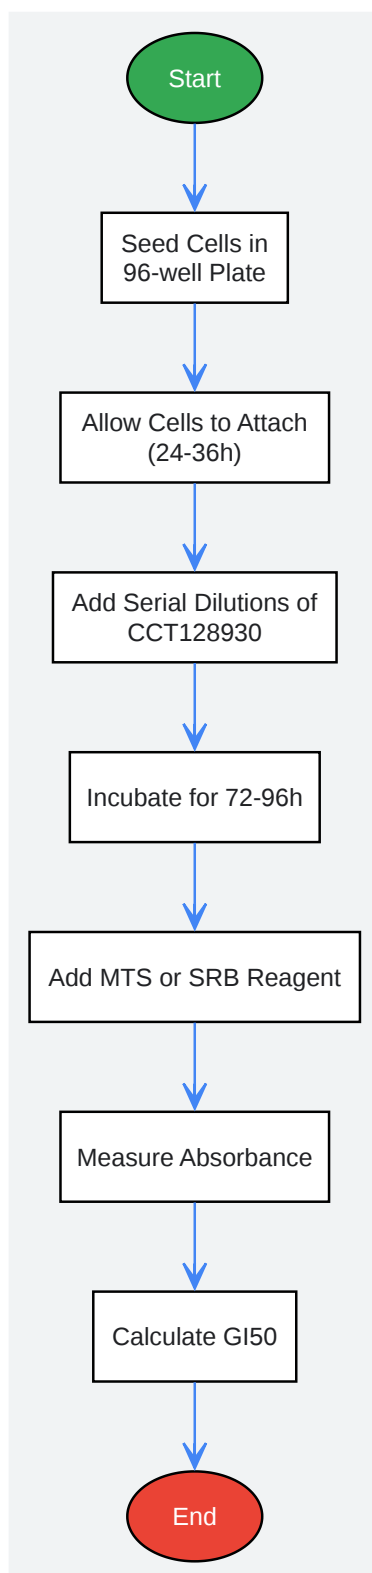 Start
Seed Cells in
96-well Plate
Allow Cells to Attach
(24-36h)
Add Serial Dilutions of
CCT128930
Incubate for 72-96h
Add MTS or SRB Reagent
Measure Absorbance
Calculate GI50
End